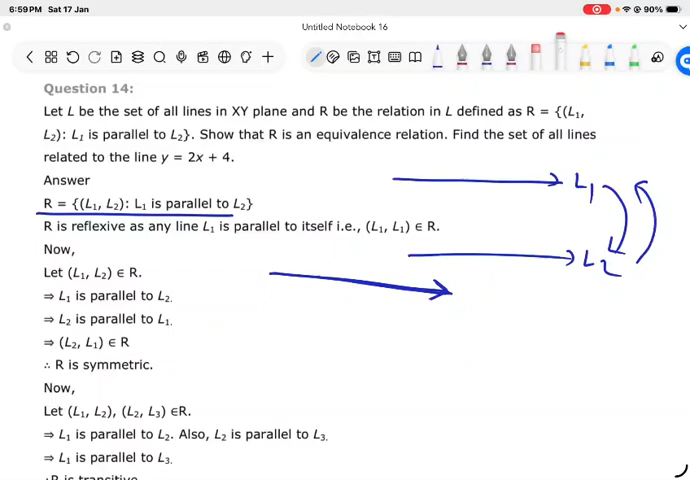 6:59 PM Sat 17 Jan
90%
Untitled Notebook 16
Question 14:
Let L be the set of all lines in XY plane and R be the relation in L defined as R = {(L₁,
L₂): L₁ is parallel to L₂}. Show that R is an equivalence relation. Find the set of all lines
related to the line y = 2x + 4.
Answer
R = {(L₁, L₂): L₁ is parallel to L₂}
R is reflexive as any line L₁ is parallel to itself i.e., (L₁, L₁) ∈ R.
Now,
Let (L₁, L₂) ∈ R.
⇒ L₁ is parallel to L₂.
⇒ L₂ is parallel to L₁.
⇒ (L₂, L₁) ∈ R
∴ R is symmetric.
Now,
Let (L₁, L₂), (L₂, L₃) ∈R.
⇒ L₁ is parallel to L₂. Also, L₂ is parallel to L₃.
⇒ L₁ is parallel to L₃.
∴R is transitive.
L₁
L₂